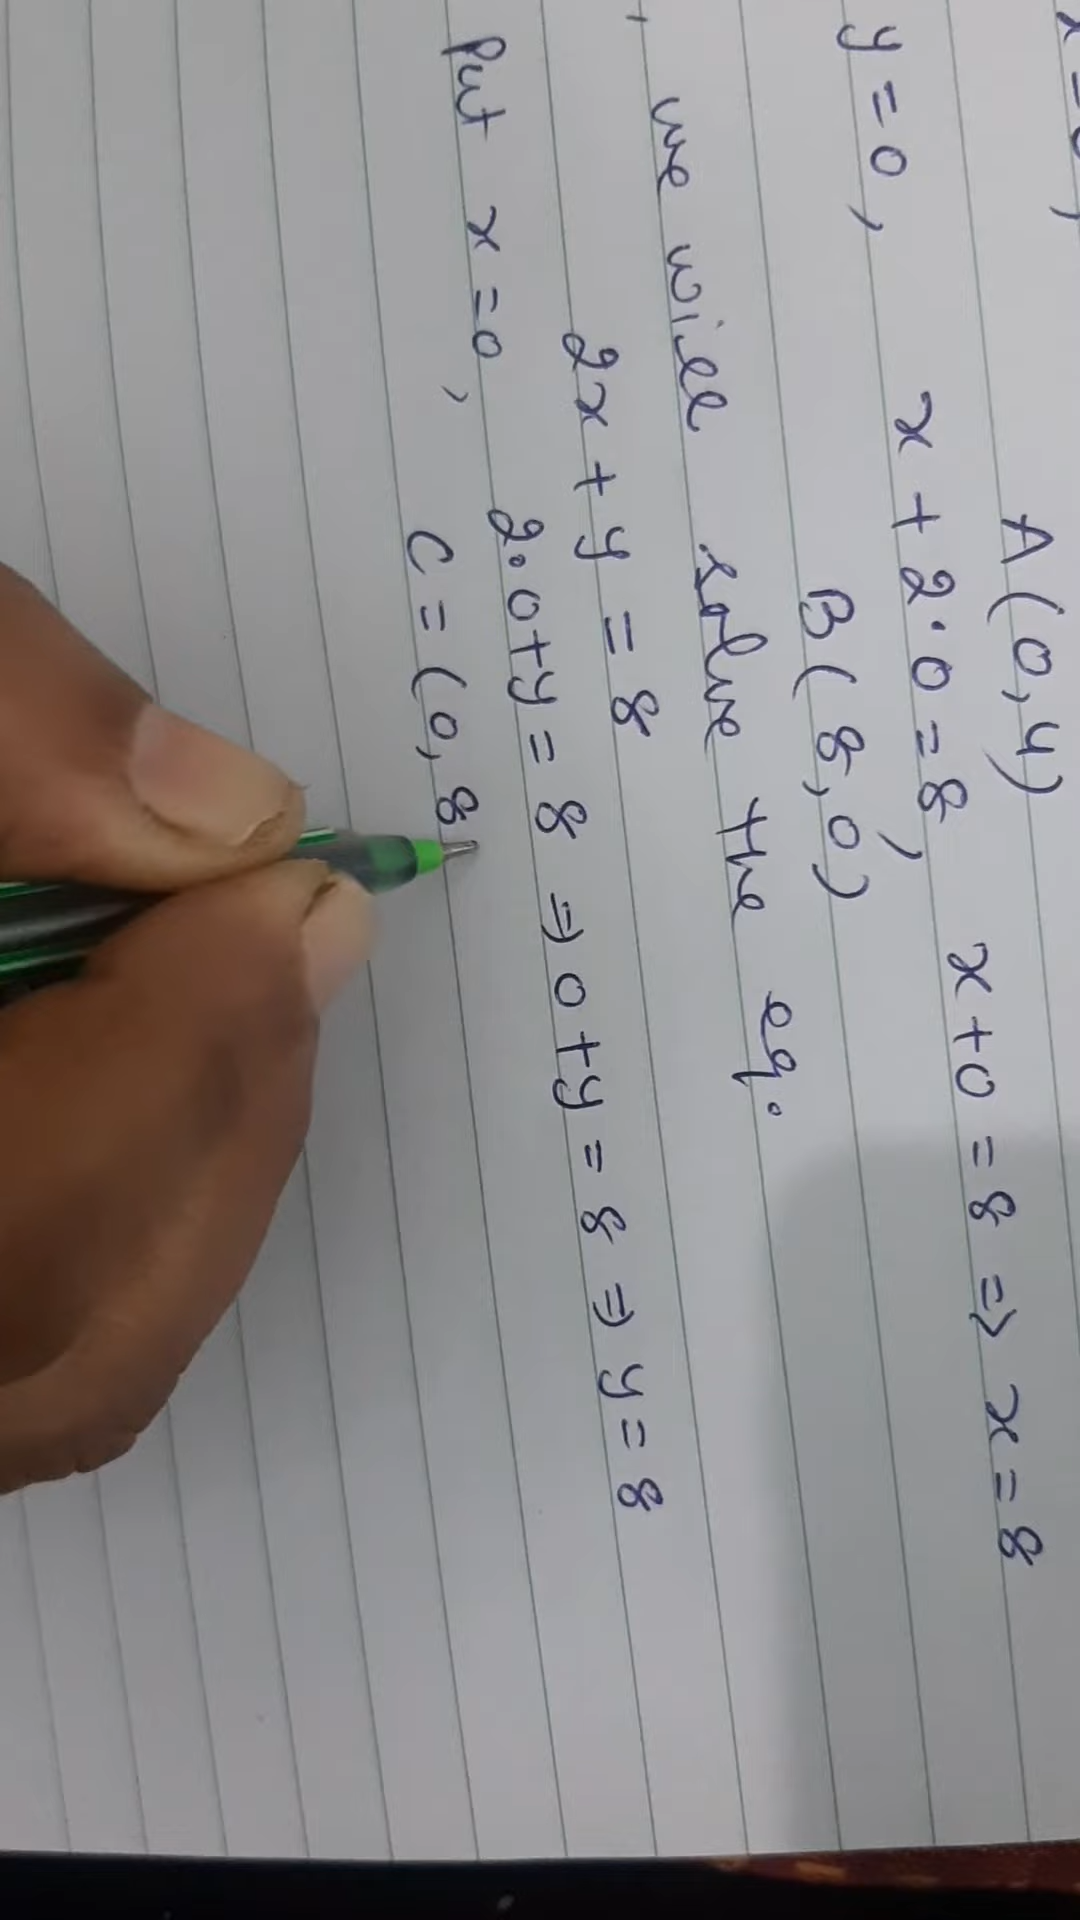 x = 0,
A (0,4)
y = 0, x + 2·0 = 8, x + 0 = 8 ⇒ x = 8
B ( 8, 0 )
, we will solve the eq.
2x + y = 8
Put x = 0, 2·0 + y = 8 ⇒ 0 + y = 8 ⇒ y = 8
C = ( 0, 8